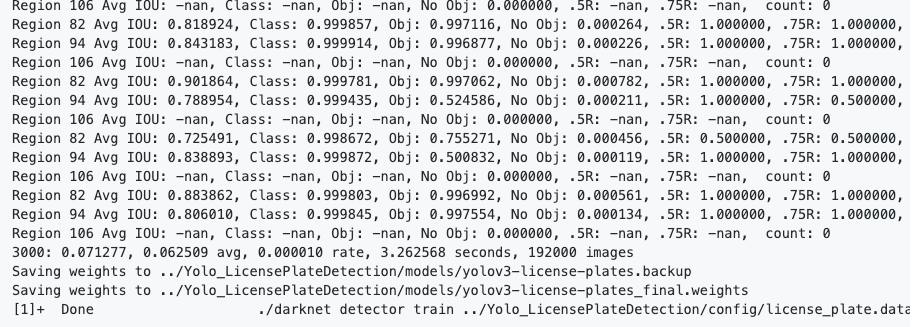 Region 106 Avg IOU: -nan, Class: -nan, Obj: -nan, No Obj: 0.000000, .5R: -nan, .75R: -nan,  count: 0
Region 82 Avg IOU: 0.818924, Class: 0.999857, Obj: 0.997116, No Obj: 0.000264, .5R: 1.000000, .75R: 1.000000,
Region 94 Avg IOU: 0.843183, Class: 0.999914, Obj: 0.996877, No Obj: 0.000226, .5R: 1.000000, .75R: 1.000000,
Region 106 Avg IOU: -nan, Class: -nan, Obj: -nan, No Obj: 0.000000, .5R: -nan, .75R: -nan,  count: 0
Region 82 Avg IOU: 0.901864, Class: 0.999781, Obj: 0.997062, No Obj: 0.000782, .5R: 1.000000, .75R: 1.000000,
Region 94 Avg IOU: 0.788954, Class: 0.999435, Obj: 0.524586, No Obj: 0.000211, .5R: 1.000000, .75R: 0.500000,
Region 106 Avg IOU: -nan, Class: -nan, Obj: -nan, No Obj: 0.000000, .5R: -nan, .75R: -nan,  count: 0
Region 82 Avg IOU: 0.725491, Class: 0.998672, Obj: 0.755271, No Obj: 0.000456, .5R: 0.500000, .75R: 0.500000,
Region 94 Avg IOU: 0.838893, Class: 0.999872, Obj: 0.500832, No Obj: 0.000119, .5R: 1.000000, .75R: 1.000000,
Region 106 Avg IOU: -nan, Class: -nan, Obj: -nan, No Obj: 0.000000, .5R: -nan, .75R: -nan,  count: 0
Region 82 Avg IOU: 0.883862, Class: 0.999803, Obj: 0.996992, No Obj: 0.000561, .5R: 1.000000, .75R: 1.000000,
Region 94 Avg IOU: 0.806010, Class: 0.999845, Obj: 0.997554, No Obj: 0.000134, .5R: 1.000000, .75R: 1.000000,
Region 106 Avg IOU: -nan, Class: -nan, Obj: -nan, No Obj: 0.000000, .5R: -nan, .75R: -nan,  count: 0
3000: 0.071277, 0.062509 avg, 0.000010 rate, 3.262568 seconds, 192000 images
Saving weights to ../Yolo_LicensePlateDetection/models/yolov3-license-plates.backup
Saving weights to ../Yolo_LicensePlateDetection/models/yolov3-license-plates_final.weights
[1]+  Done                    ./darknet detector train ../Yolo_LicensePlateDetection/config/license_plate.data